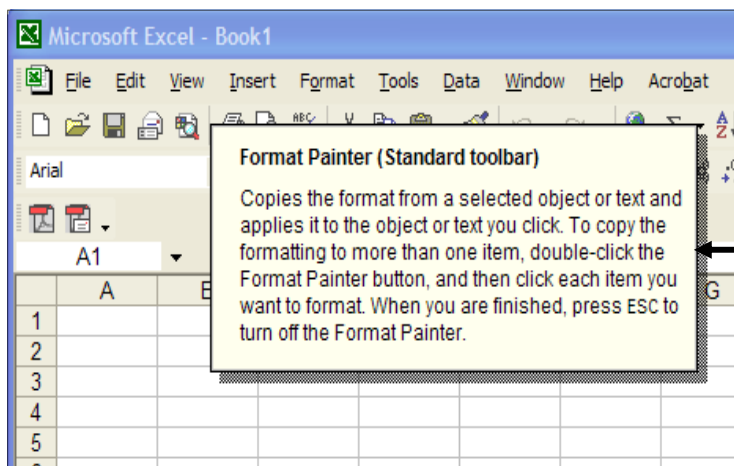 Microsoft Excel - Book1
File Edit View Insert Format Tools Data Window Help Acrobat
Arial
Format Painter (Standard toolbar)
Copies the format from a selected object or text and
applies it to the object or text you click. To copy the
formatting to more than one item, double-click the
Format Painter button, and then click each item you
want to format. When you are finished, press ESC to
turn off the Format Painter.
A1
A G
1
2
3
4
5